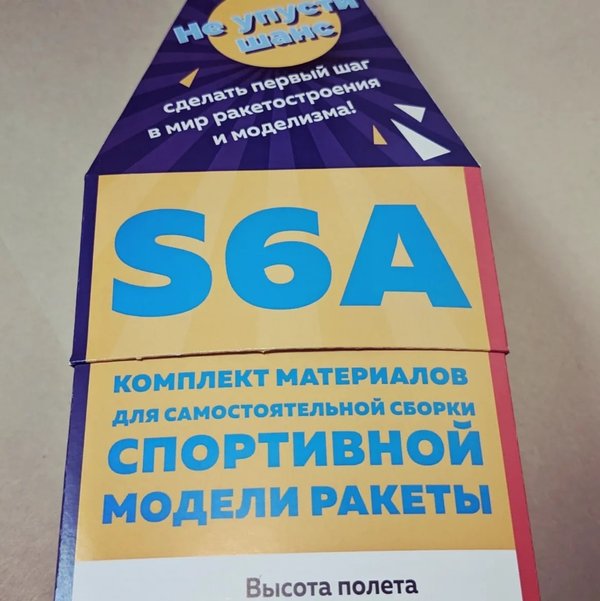 Не упусти
шанс
сделать первый шаг
в мир ракетостроения
и моделизма!
S6A
КОМПЛЕКТ МАТЕРИАЛОВ
ДЛЯ САМОСТОЯТЕЛЬНОЙ СБОРКИ
СПОРТИВНОЙ
МОДЕЛИ РАКЕТЫ
Высота полета